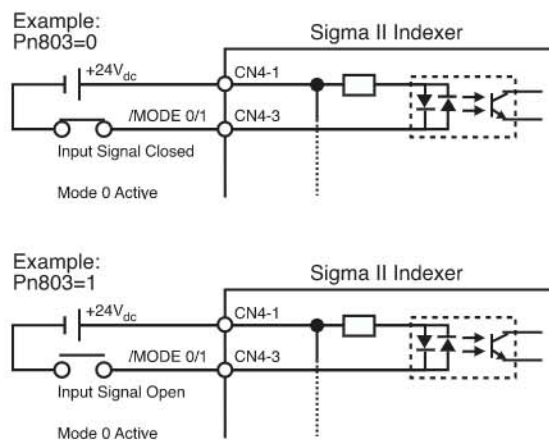 Example:
Pn803=0
Sigma II Indexer
+24Vdc
CN4-1
/MODE 0/1
CN4-3
Input Signal Closed
Mode 0 Active
Example:
Pn803=1
Sigma II Indexer
+24Vdc
CN4-1
/MODE 0/1
CN4-3
Input Signal Open
Mode 0 Active